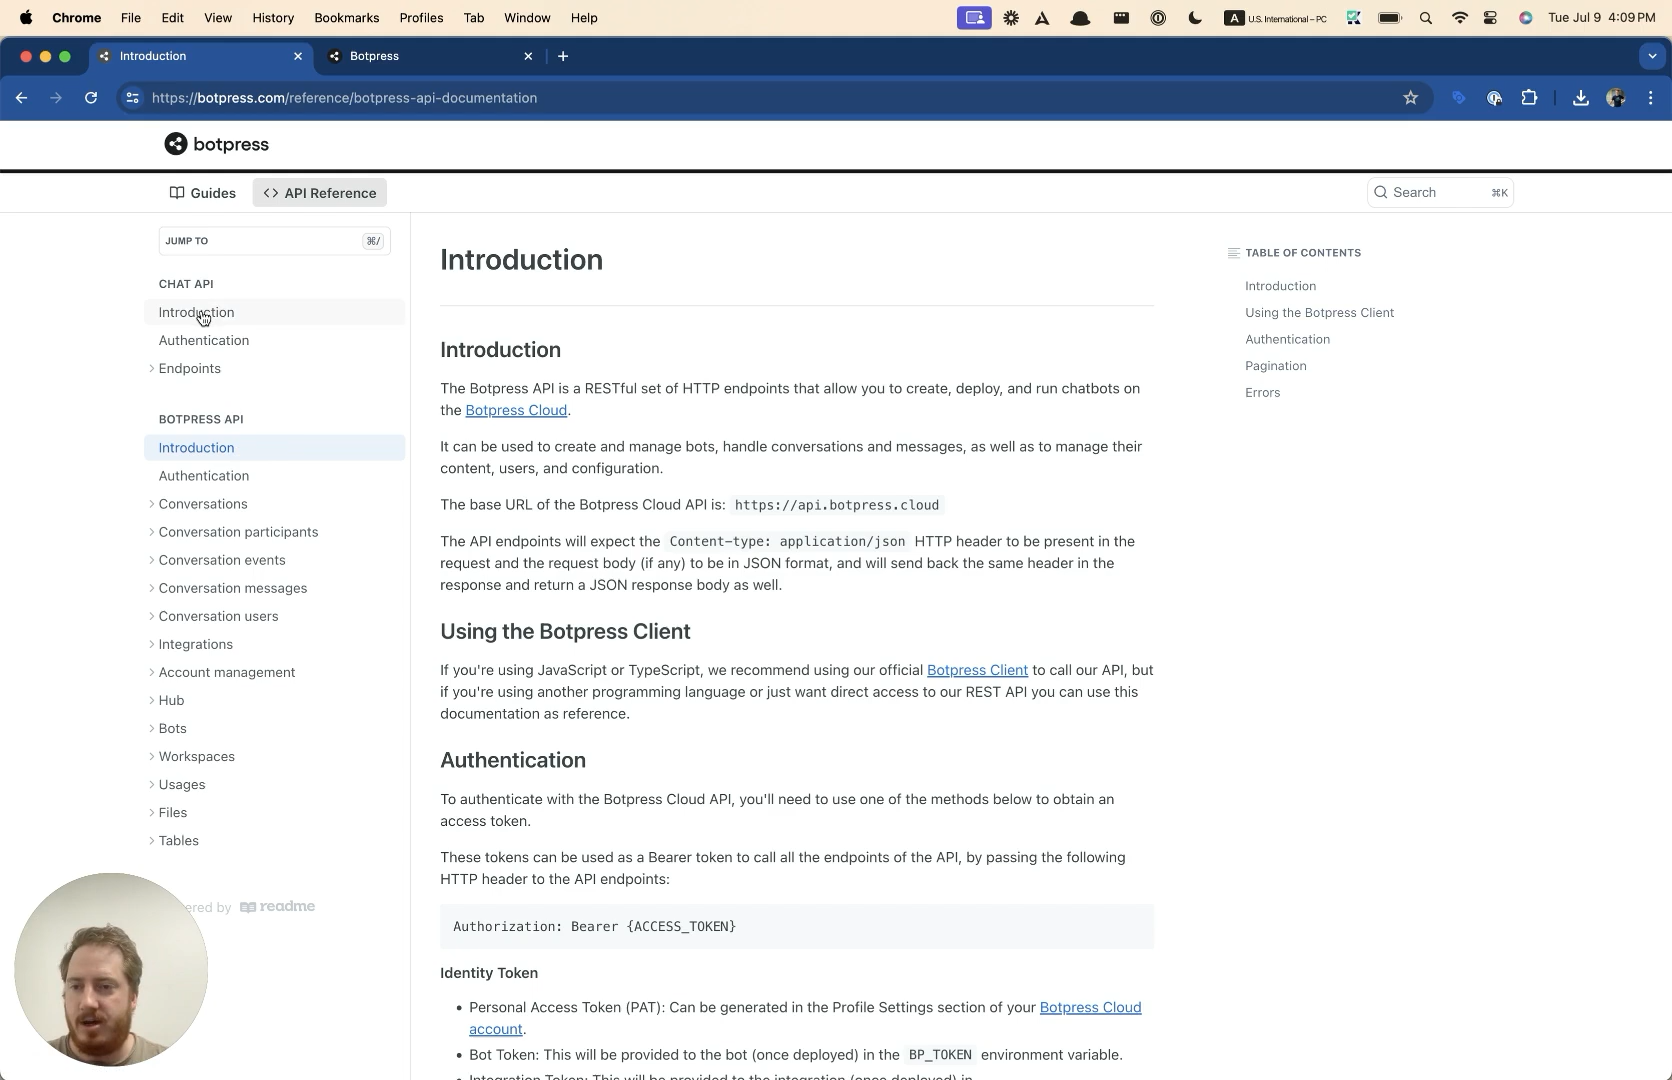 Chrome File Edit View History Bookmarks Profiles Tab Window Help
A U.S. International – PC
Tue Jul 9 4:09 PM
Introduction
Botpress
https://botpress.com/reference/botpress-api-documentation
botpress
Guides
API Reference
Search ⌘K
JUMP TO ⌘/
CHAT API
Introduction
Authentication
Endpoints
BOTPRESS API
Introduction
Authentication
Conversations
Conversation participants
Conversation events
Conversation messages
Conversation users
Integrations
Account management
Hub
Bots
Workspaces
Usages
Files
Tables
ered by readme
Introduction
Introduction
The Botpress API is a RESTful set of HTTP endpoints that allow you to create, deploy, and run chatbots on
the Botpress Cloud.
It can be used to create and manage bots, handle conversations and messages, as well as to manage their
content, users, and configuration.
The base URL of the Botpress Cloud API is: https://api.botpress.cloud
The API endpoints will expect the Content-type: application/json HTTP header to be present in the
request and the request body (if any) to be in JSON format, and will send back the same header in the
response and return a JSON response body as well.
Using the Botpress Client
If you're using JavaScript or TypeScript, we recommend using our official Botpress Client to call our API, but
if you're using another programming language or just want direct access to our REST API you can use this
documentation as reference.
Authentication
To authenticate with the Botpress Cloud API, you'll need to use one of the methods below to obtain an
access token.
These tokens can be used as a Bearer token to call all the endpoints of the API, by passing the following
HTTP header to the API endpoints:
Authorization: Bearer {ACCESS_TOKEN}
Identity Token
• Personal Access Token (PAT): Can be generated in the Profile Settings section of your Botpress Cloud
account.
• Bot Token: This will be provided to the bot (once deployed) in the BP_TOKEN environment variable.
• Integration Token: This will be provided to the integration (once deployed) in
TABLE OF CONTENTS
Introduction
Using the Botpress Client
Authentication
Pagination
Errors